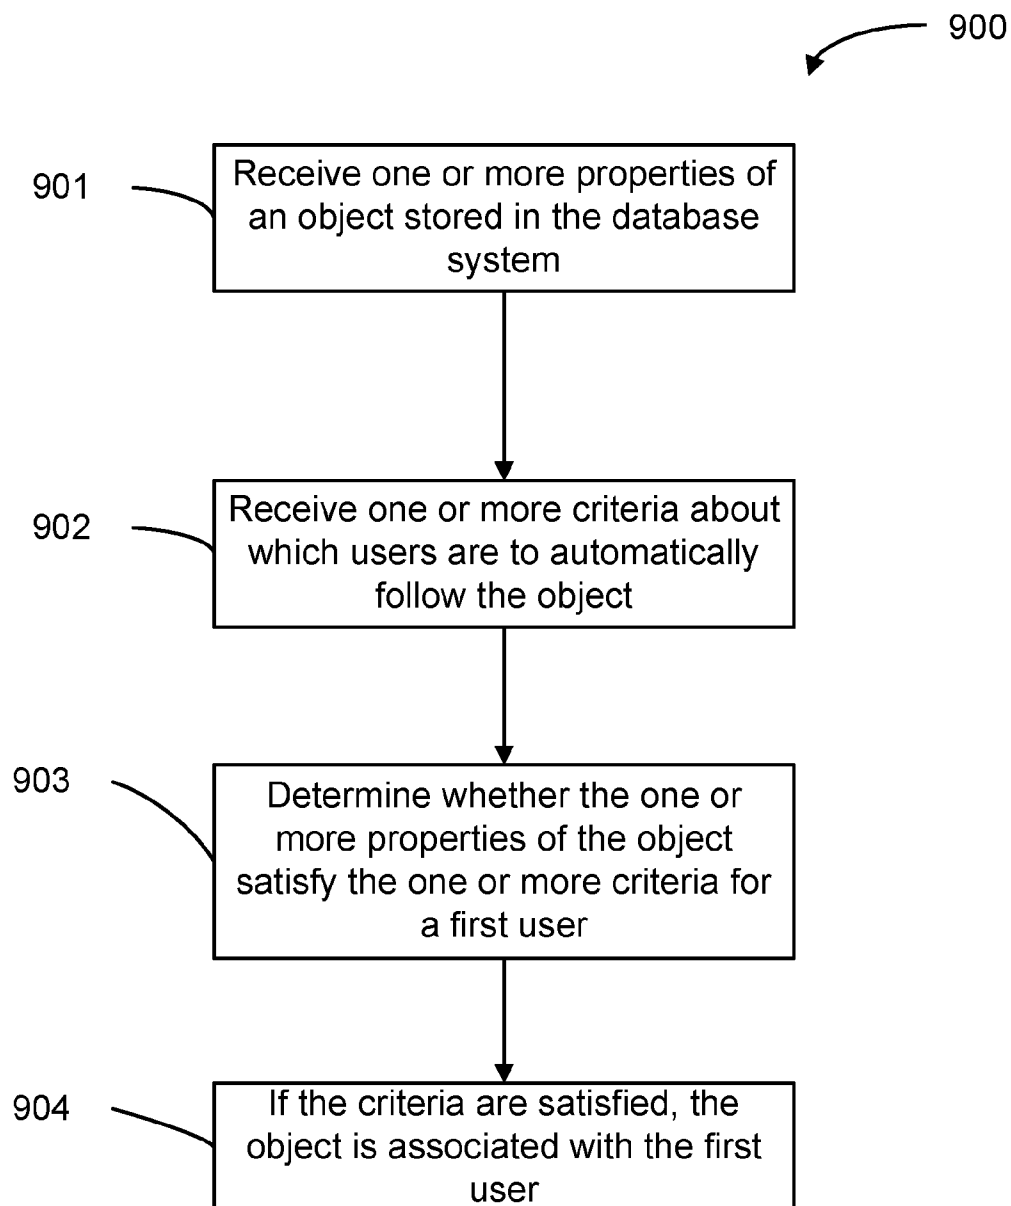 900
901
Receive one or more properties of
an object stored in the database
system
902
Receive one or more criteria about
which users are to automatically
follow the object
903
Determine whether the one or
more properties of the object
satisfy the one or more criteria for
a first user
904
If the criteria are satisfied, the
object is associated with the first
user